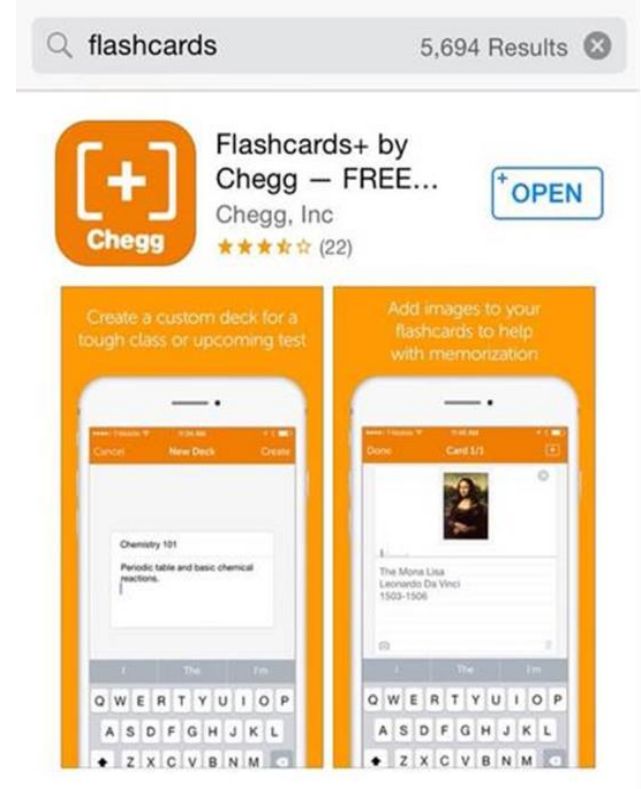 flashcards 5,694 Results
[+]
Chegg
Flashcards+ by
Chegg — FREE...
Chegg, Inc
(22)
+OPEN
Create a custom deck for a
tough class or upcoming test
Cancel New Deck Create
Chemistry 101
Periodic table and basic chemical
reactions.
I The I'm
Q W E R T Y U I O P
A S D F G H J K L
Z X C V B N M
Add images to your
flashcards to help
with memorization
Done Card 1/1
The Mona Lisa
Leonardo Da Vinci
1503-1506
I The I'm
Q W E R T Y U I O P
A S D F G H J K L
Z X C V B N M